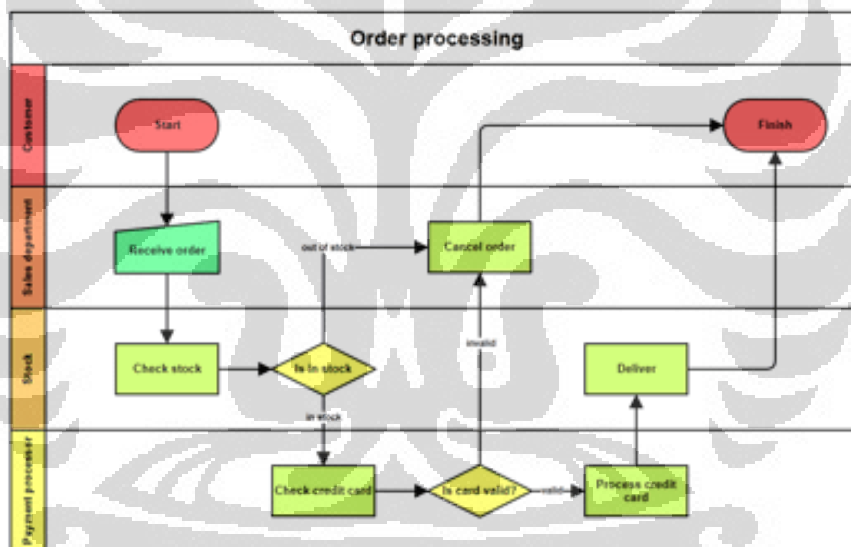 Order processing
Customer
Start
Finish
Sales department
Receive order
out of stock
Cancel order
Stock
Check stock
Is in stock
invalid
Deliver
in stock
Payment processor
Check credit card
Is card valid?
valid
Process credit
card